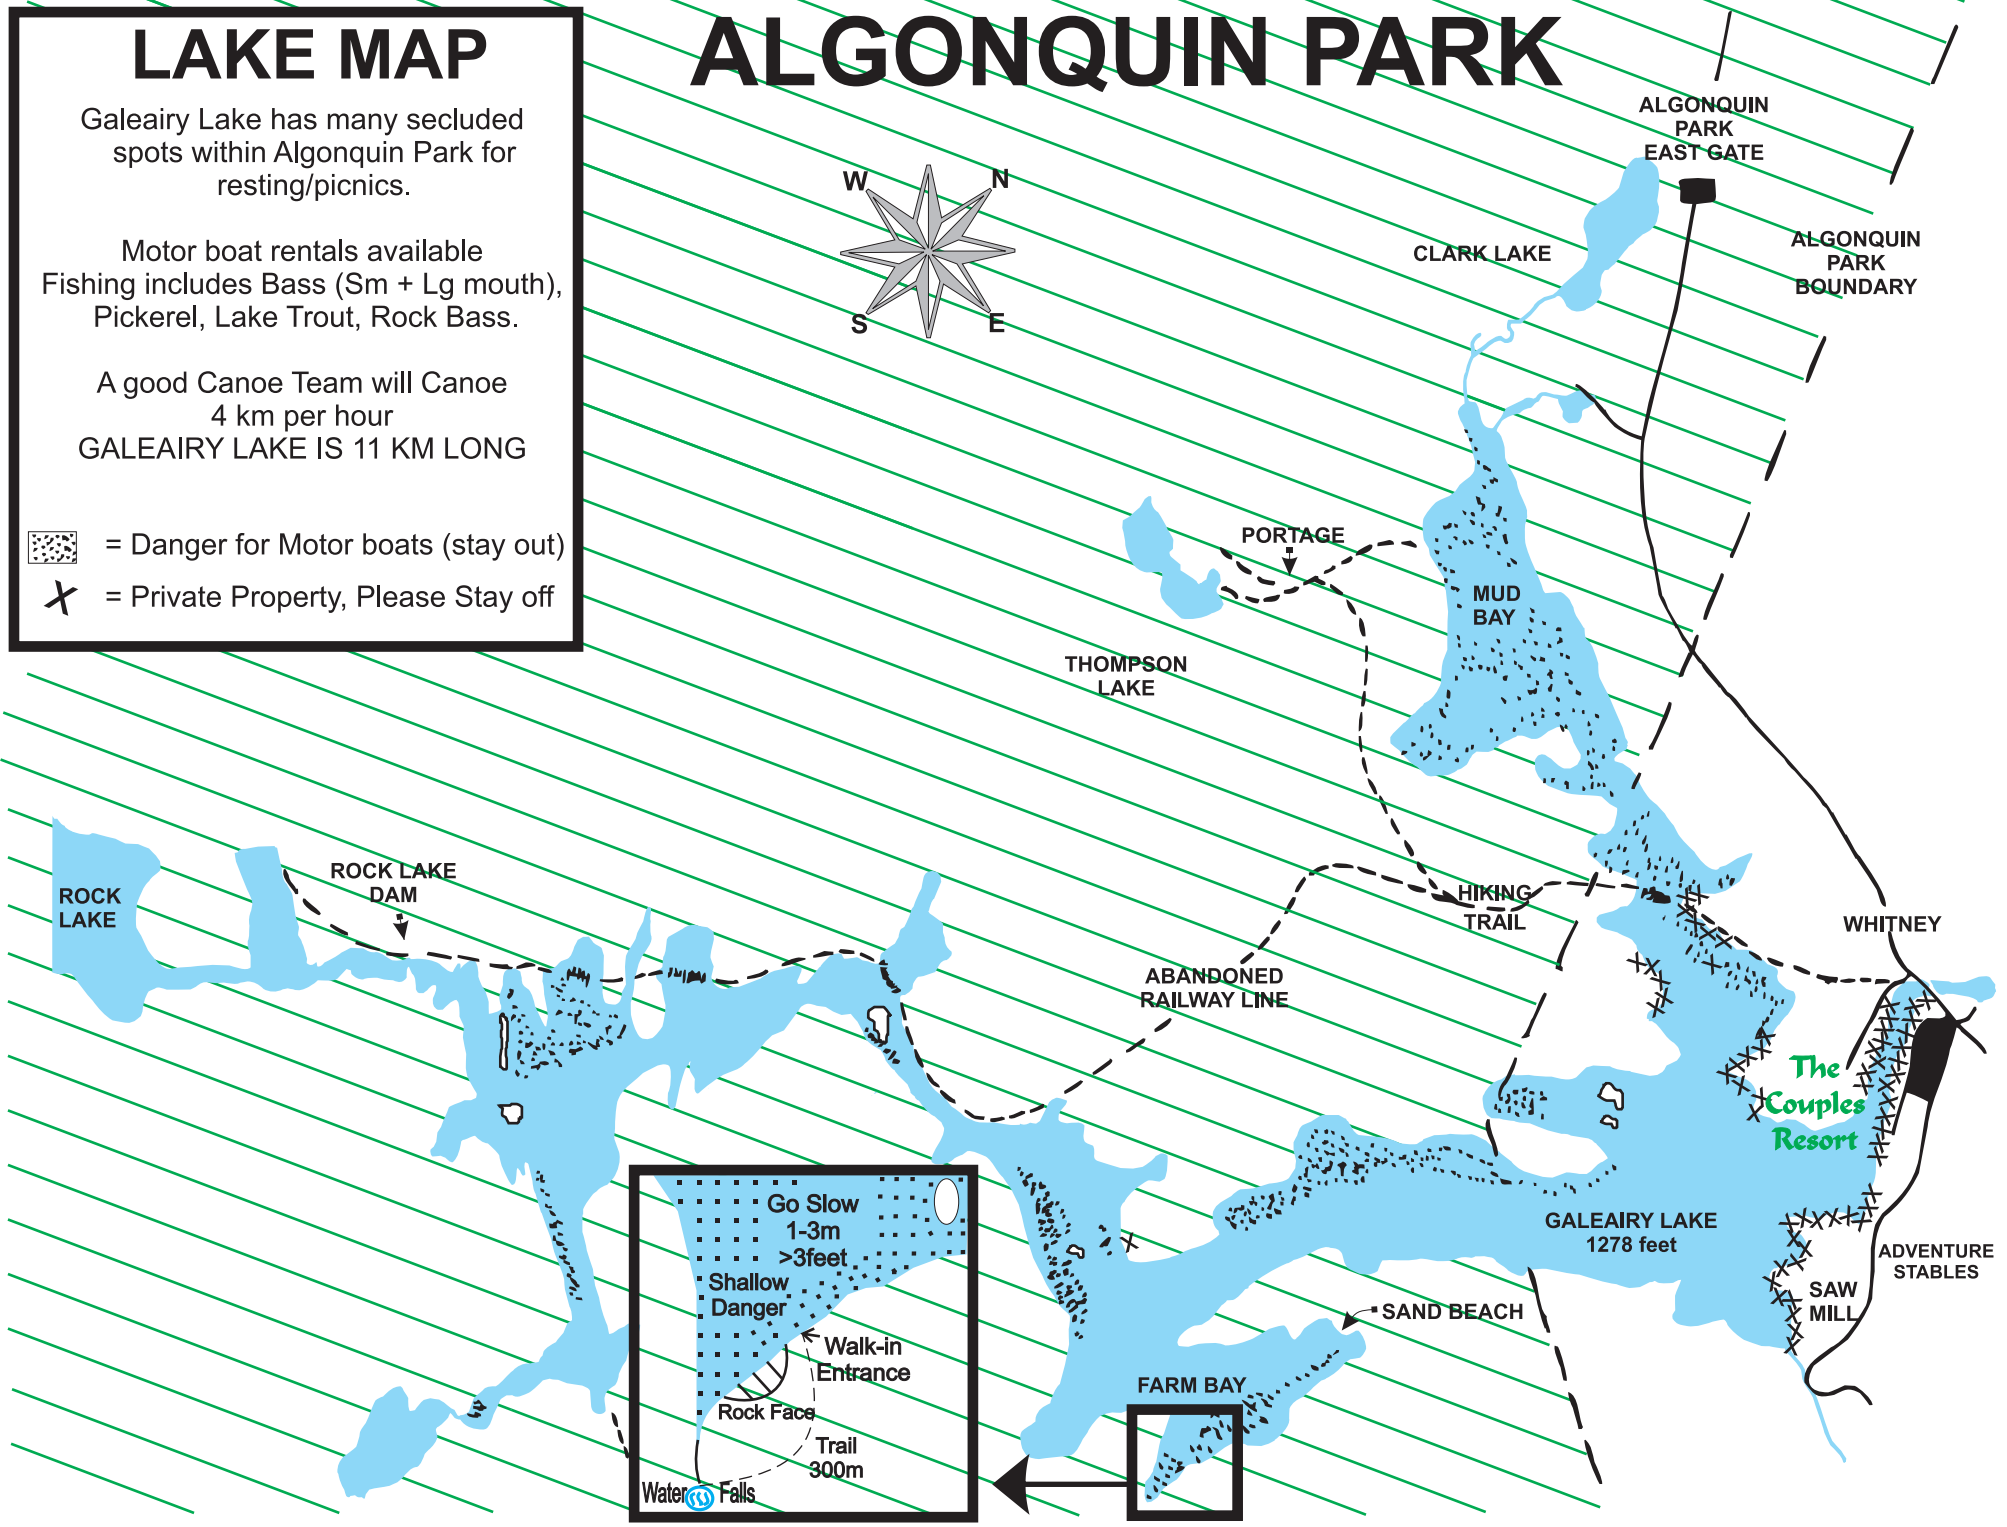 LAKE MAP
Galeairy Lake has many secluded
spots within Algonquin Park for
resting/picnics.
Motor boat rentals available
Fishing includes Bass (Sm + Lg mouth),
Pickerel, Lake Trout, Rock Bass.
A good Canoe Team will Canoe
4 km per hour
GALEAIRY LAKE IS 11 KM LONG
= Danger for Motor boats (stay out)
X = Private Property, Please Stay off
ALGONQUIN PARK
W
N
S
E
ALGONQUIN
PARK
EAST GATE
CLARK LAKE
ALGONQUIN
PARK
BOUNDARY
PORTAGE
MUD
BAY
THOMPSON
LAKE
ROCK LAKE
DAM
ROCK
LAKE
HIKING
TRAIL
WHITNEY
ABANDONED
RAILWAY LINE
The
Couples
Resort
GALEAIRY LAKE
1278 feet
ADVENTURE
STABLES
SAW
MILL
SAND BEACH
FARM BAY
Go Slow
1-3m
>3feet
Shallow
Danger
Walk-in
Entrance
Rock Face
Trail
300m
Water Falls